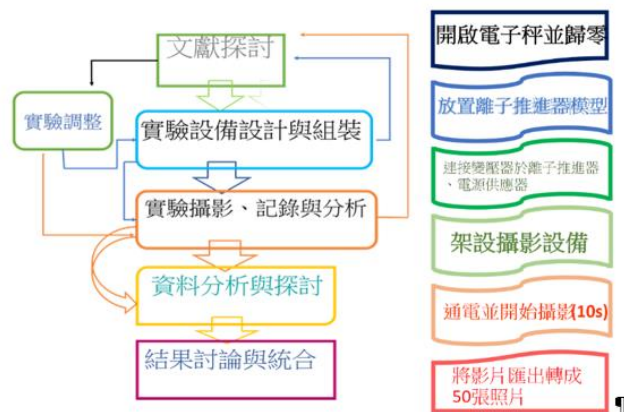 文獻探討
實驗調整
實驗設備設計與組裝
實驗攝影、記錄與分析
資料分析與探討
結果討論與統合
開啟電子秤並歸零
放置離子推進器模型
連接變壓器於離子推進器
、電源供應器
架設攝影設備
通電並開始攝影(10s)
將影片匯出轉成
50張照片